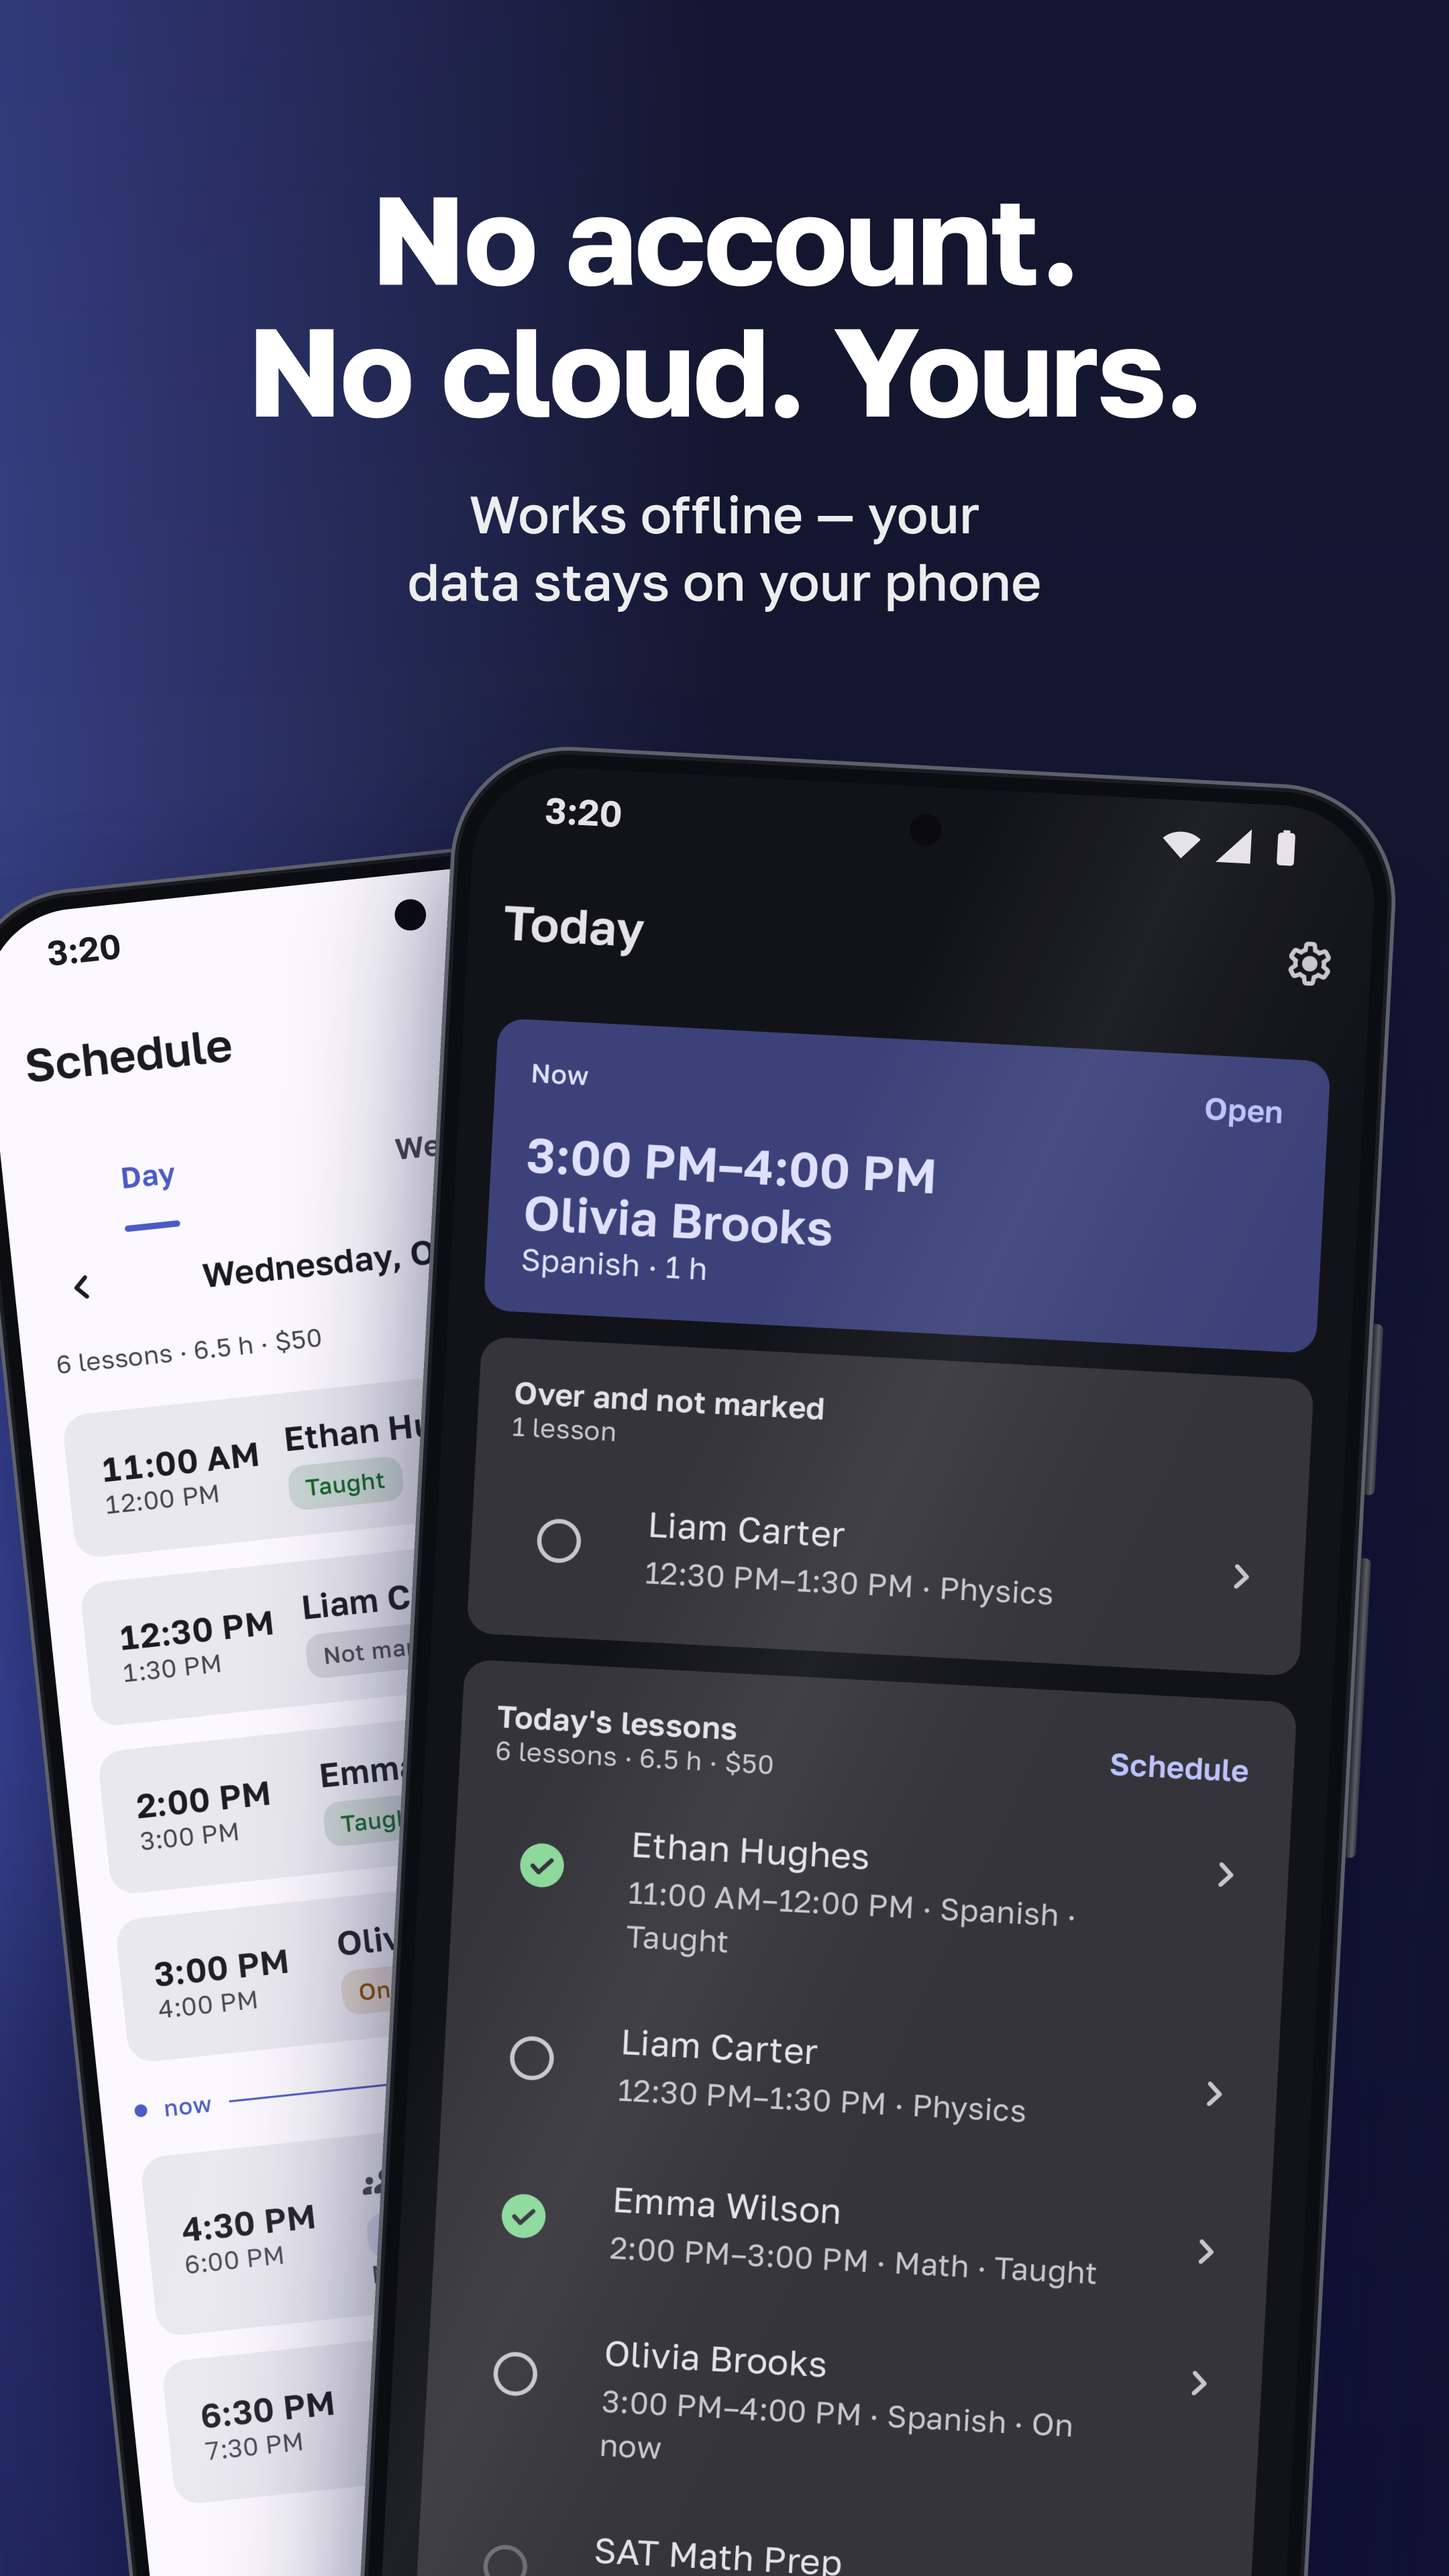 No account.
No cloud. Yours.
Works offline — your
data stays on your phone
3:20
Schedule
Day
Wednesday,
6 lessons · 6.5 h · $50
11:00 AM
12:00 PM
Ethan
Taught
12:30 PM
1:30 PM
Liam
Not
2:00 PM
3:00 PM
3:00 PM
4:00 PM
On
now
4:30 PM
6:00 PM
6:30 PM
7:30 PM
3:20
Today
Now
Open
3:00 PM–4:00 PM
Olivia Brooks
Spanish · 1 h
Over and not marked
1 lesson
Liam Carter
12:30 PM–1:30 PM · Physics
Today's lessons
6 lessons · 6.5 h · $50
Schedule
Ethan Hughes
11:00 AM–12:00 PM · Spanish ·
Taught
Liam Carter
12:30 PM–1:30 PM · Physics
Emma Wilson
2:00 PM–3:00 PM · Math · Taught
Olivia Brooks
3:00 PM–4:00 PM · Spanish · On
now
SAT Math Prep